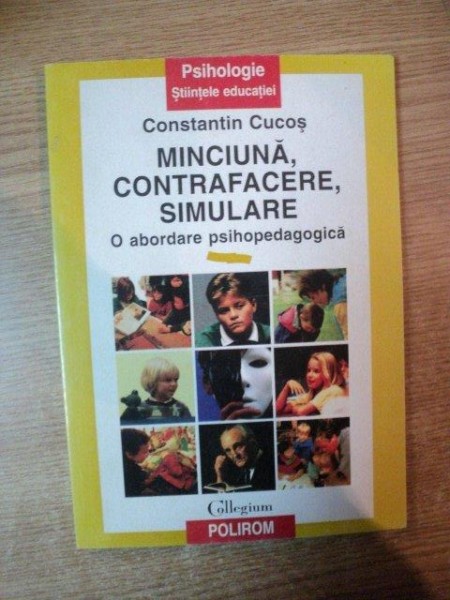 Psihologie
Științele educației
Constantin Cucoș
MINCIUNĂ,
CONTRAFACERE,
SIMULARE
O abordare psihopedagogică
Collegium
POLIROM